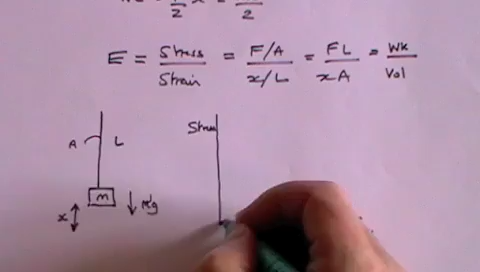 E = Stress/Strain = F/A / x/L = FL/xA = Wk/Vol
A L
Stress
m
x Mg